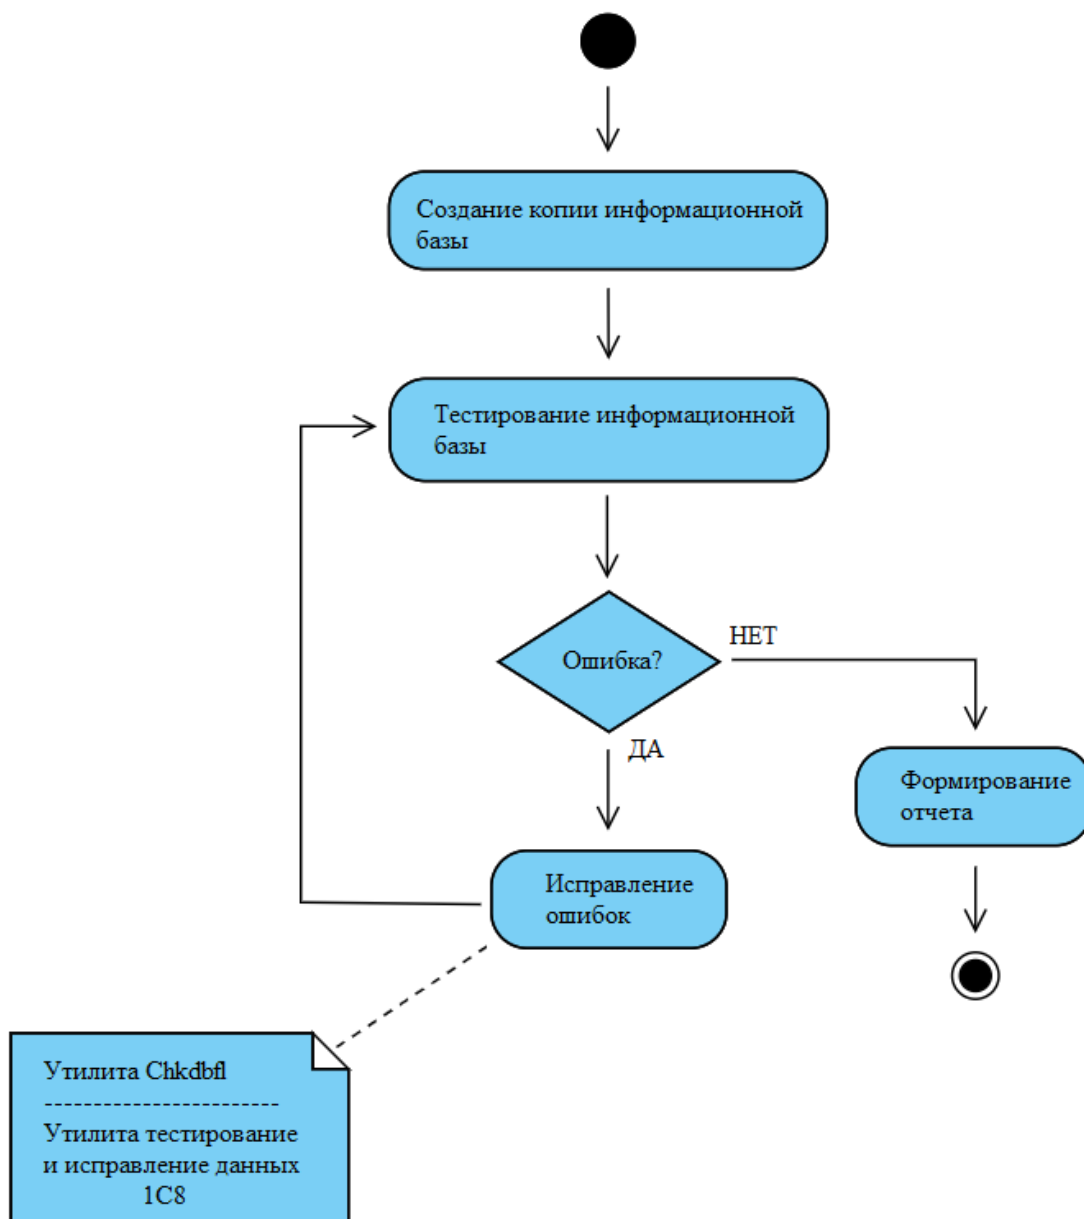 Создание копии информационной
базы
Тестирование информационной
базы
Ошибка?
НЕТ
ДА
Формирование
отчета
Исправление
ошибок
Утилита Chkdbfl
------------------------
Утилита тестирование
и исправление данных
1С8